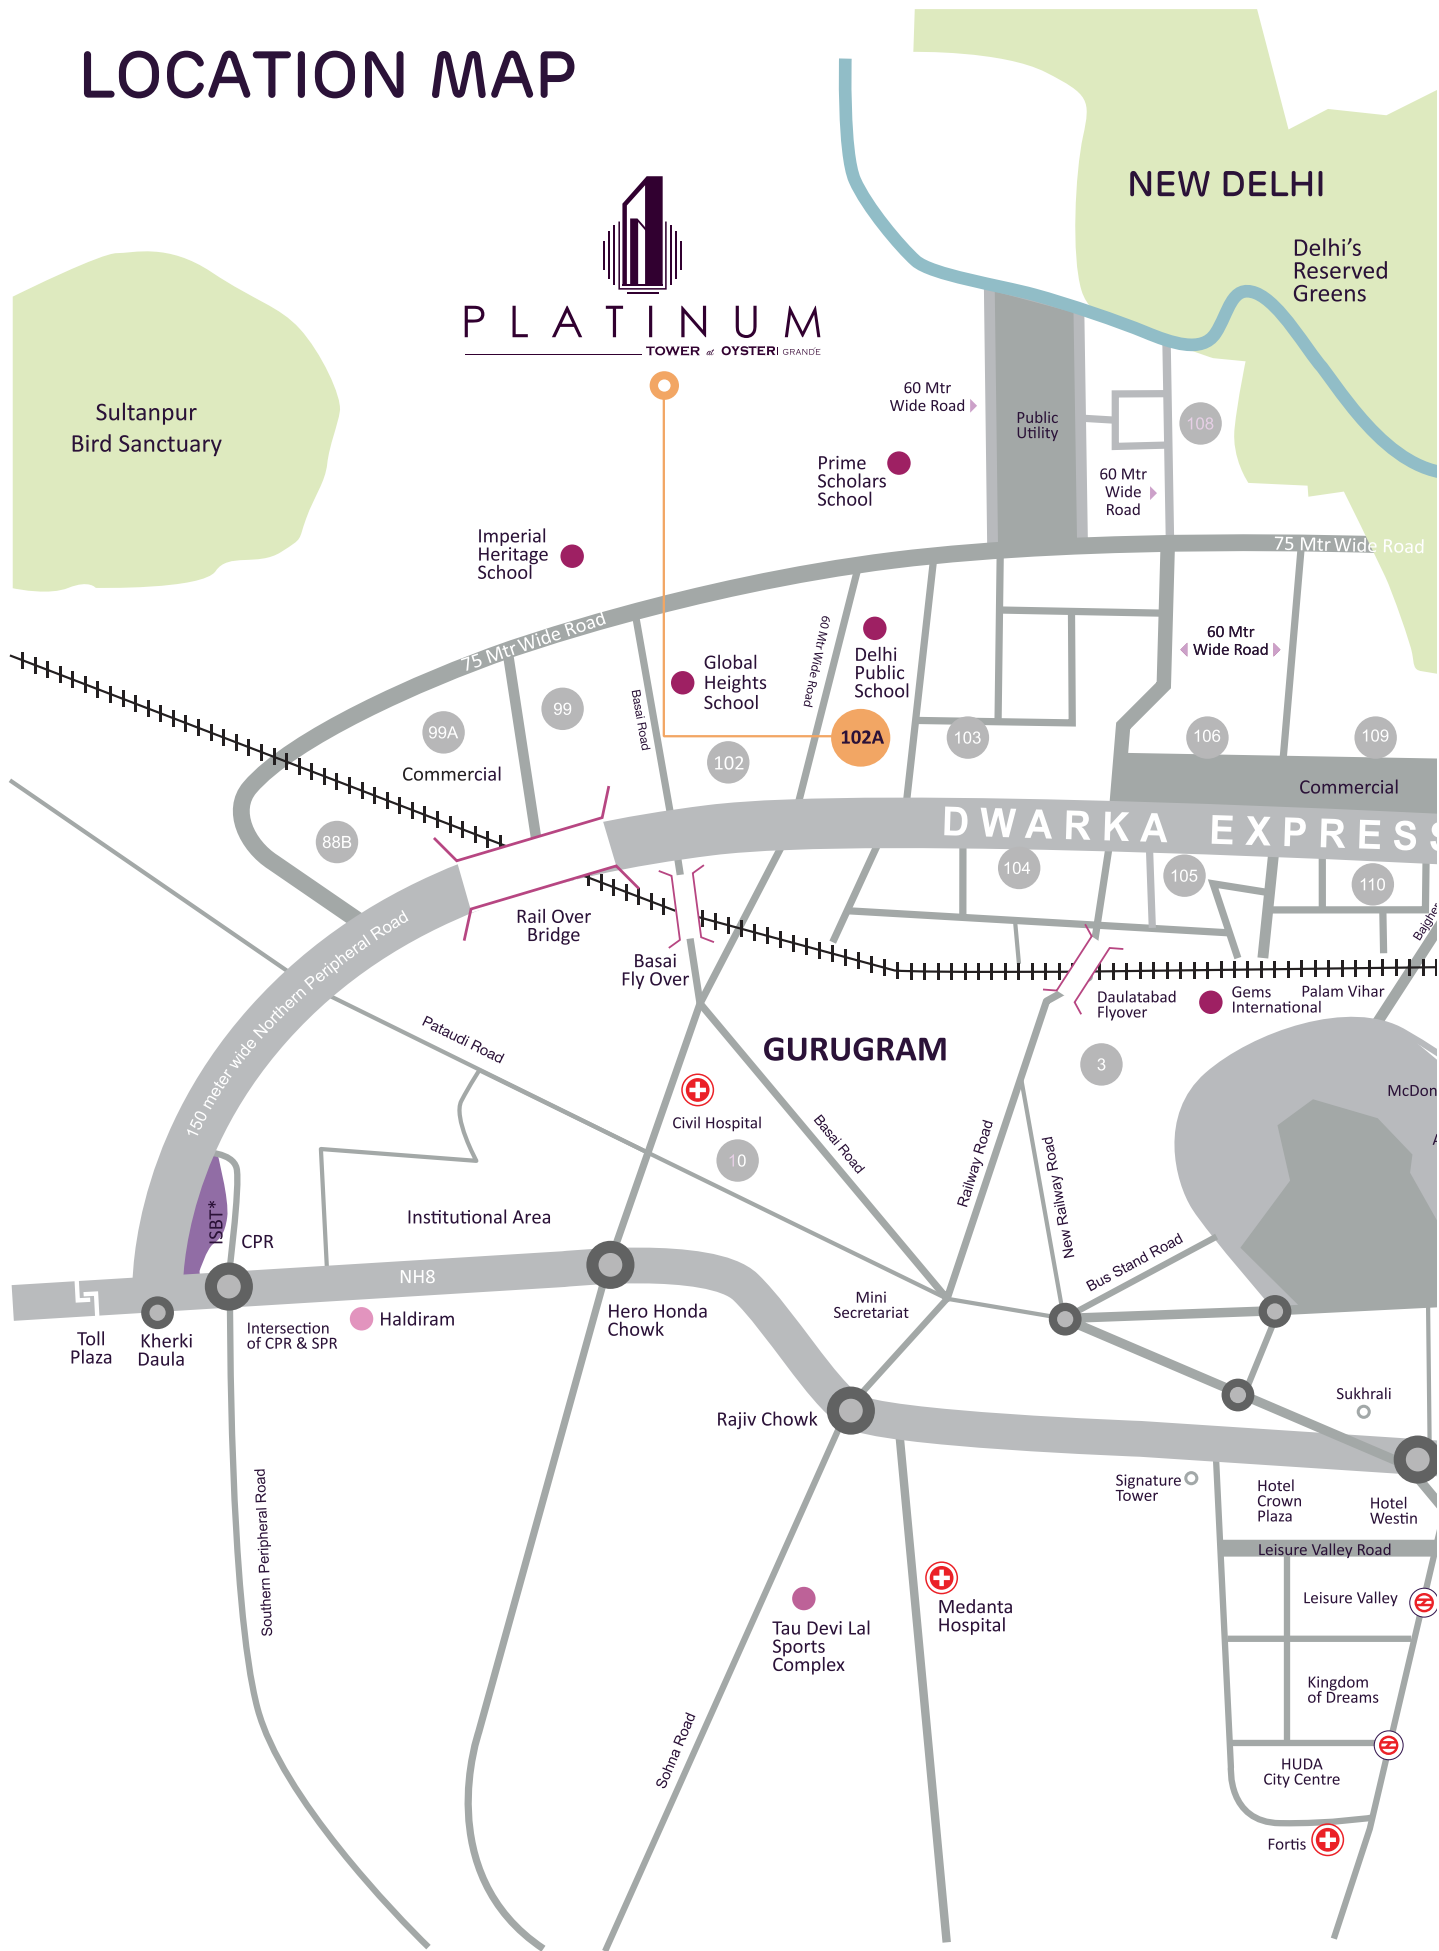 LOCATION MAP
NEW DELHI
Delhi's
Reserved
Greens
PLATINUM
TOWER at OYSTER GRANDE
Sultanpur
Bird Sanctuary
60 Mtr
Wide Road
Public
Utility
108
Prime
Scholars
School
60 Mtr
Wide
Road
Imperial
Heritage
School
75 Mtr Wide Road
75 Mtr Wide Road
60 Mtr Wide Road
Delhi
Public
School
60 Mtr
Wide Road
Global
Heights
School
Basai Road
99
99A
Commercial
102
102A
103
106
109
Commercial
88B
DWARKA EXPRESS
104
105
110
Rail Over
Bridge
Basai
Fly Over
150 meter wide Northern Peripheral Road
Daulatabad
Flyover
Gems
International
Palam Vihar
Pataudi Road
GURUGRAM
3
McDon
A
Civil Hospital
10
Basai Road
Railway Road
New Railway Road
Bus Stand Road
ISBT*
CPR
Institutional Area
NH8
Toll
Plaza
Kherki
Daula
Intersection
of CPR & SPR
Haldiram
Hero Honda
Chowk
Mini
Secretariat
Rajiv Chowk
Sukhrali
Signature
Tower
Hotel
Crown
Plaza
Hotel
Westin
Leisure Valley Road
Southern Peripheral Road
Leisure Valley
Medanta
Hospital
Tau Devi Lal
Sports
Complex
Kingdom
of Dreams
Sohna Road
HUDA
City Centre
Fortis